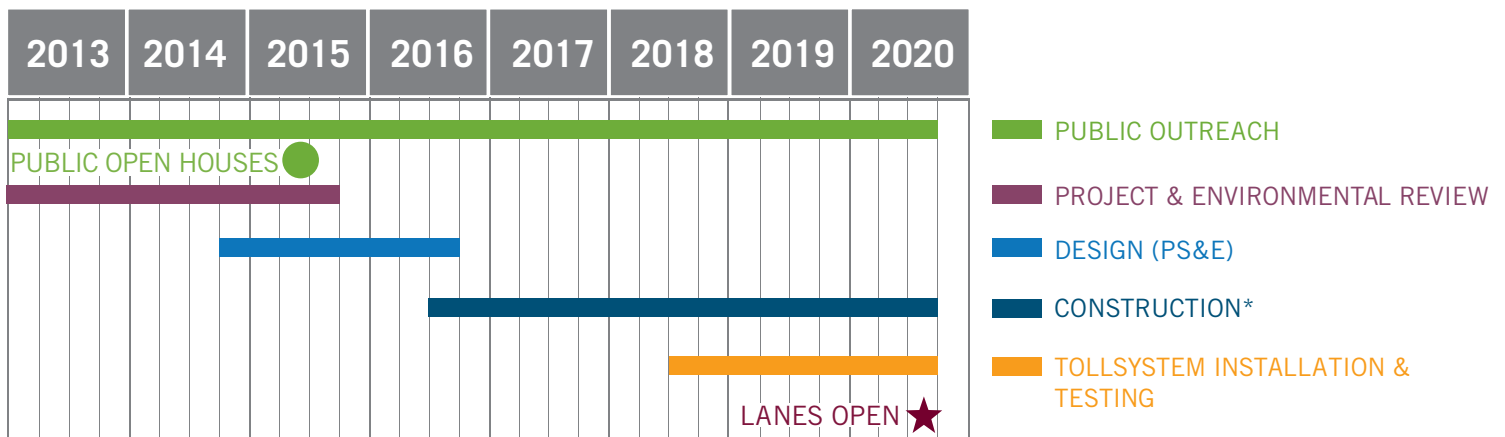 2013 2014 2015 2016 2017 2018 2019 2020
PUBLIC OUTREACH
PUBLIC OPEN HOUSES
PROJECT & ENVIRONMENTAL REVIEW
DESIGN (PS&E)
CONSTRUCTION*
TOLLSYSTEM INSTALLATION &
TESTING
LANES OPEN